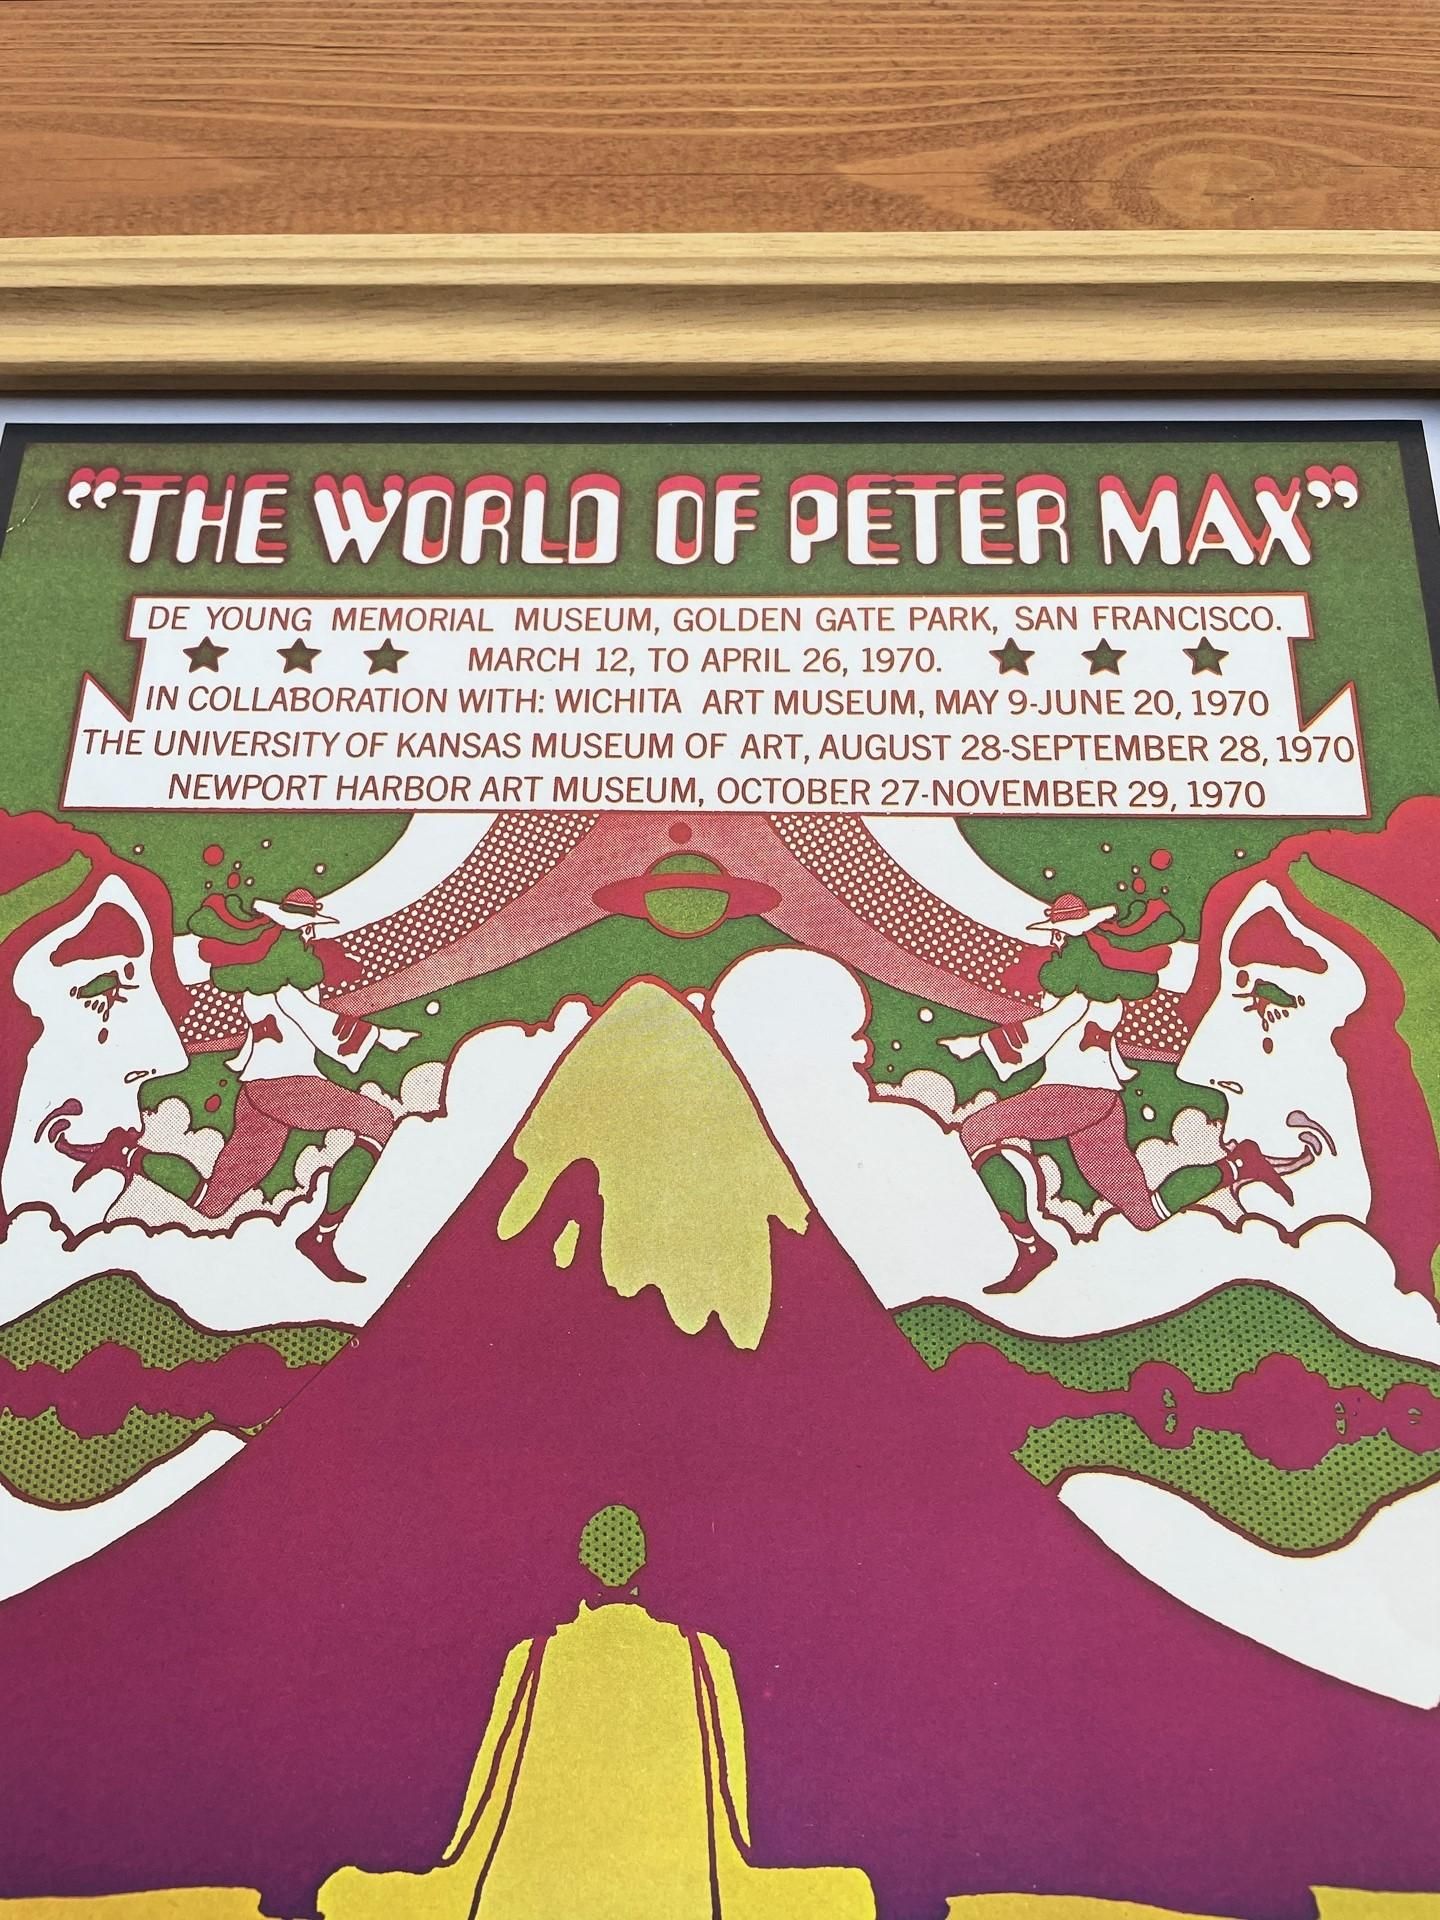 “THE WORLD OF PETER MAX”
DE YOUNG MEMORIAL MUSEUM, GOLDEN GATE PARK, SAN FRANCISCO.
MARCH 12, TO APRIL 26, 1970.
IN COLLABORATION WITH: WICHITA ART MUSEUM, MAY 9-JUNE 20, 1970
THE UNIVERSITY OF KANSAS MUSEUM OF ART, AUGUST 28-SEPTEMBER 28, 1970
NEWPORT HARBOR ART MUSEUM, OCTOBER 27-NOVEMBER 29, 1970